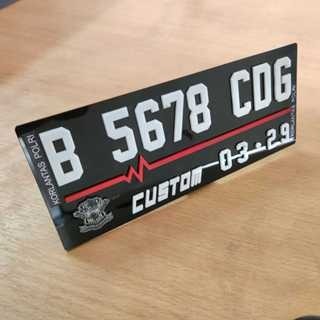 B 5678 CDG
CUSTOM 03•29
KORLANTAS POLRI